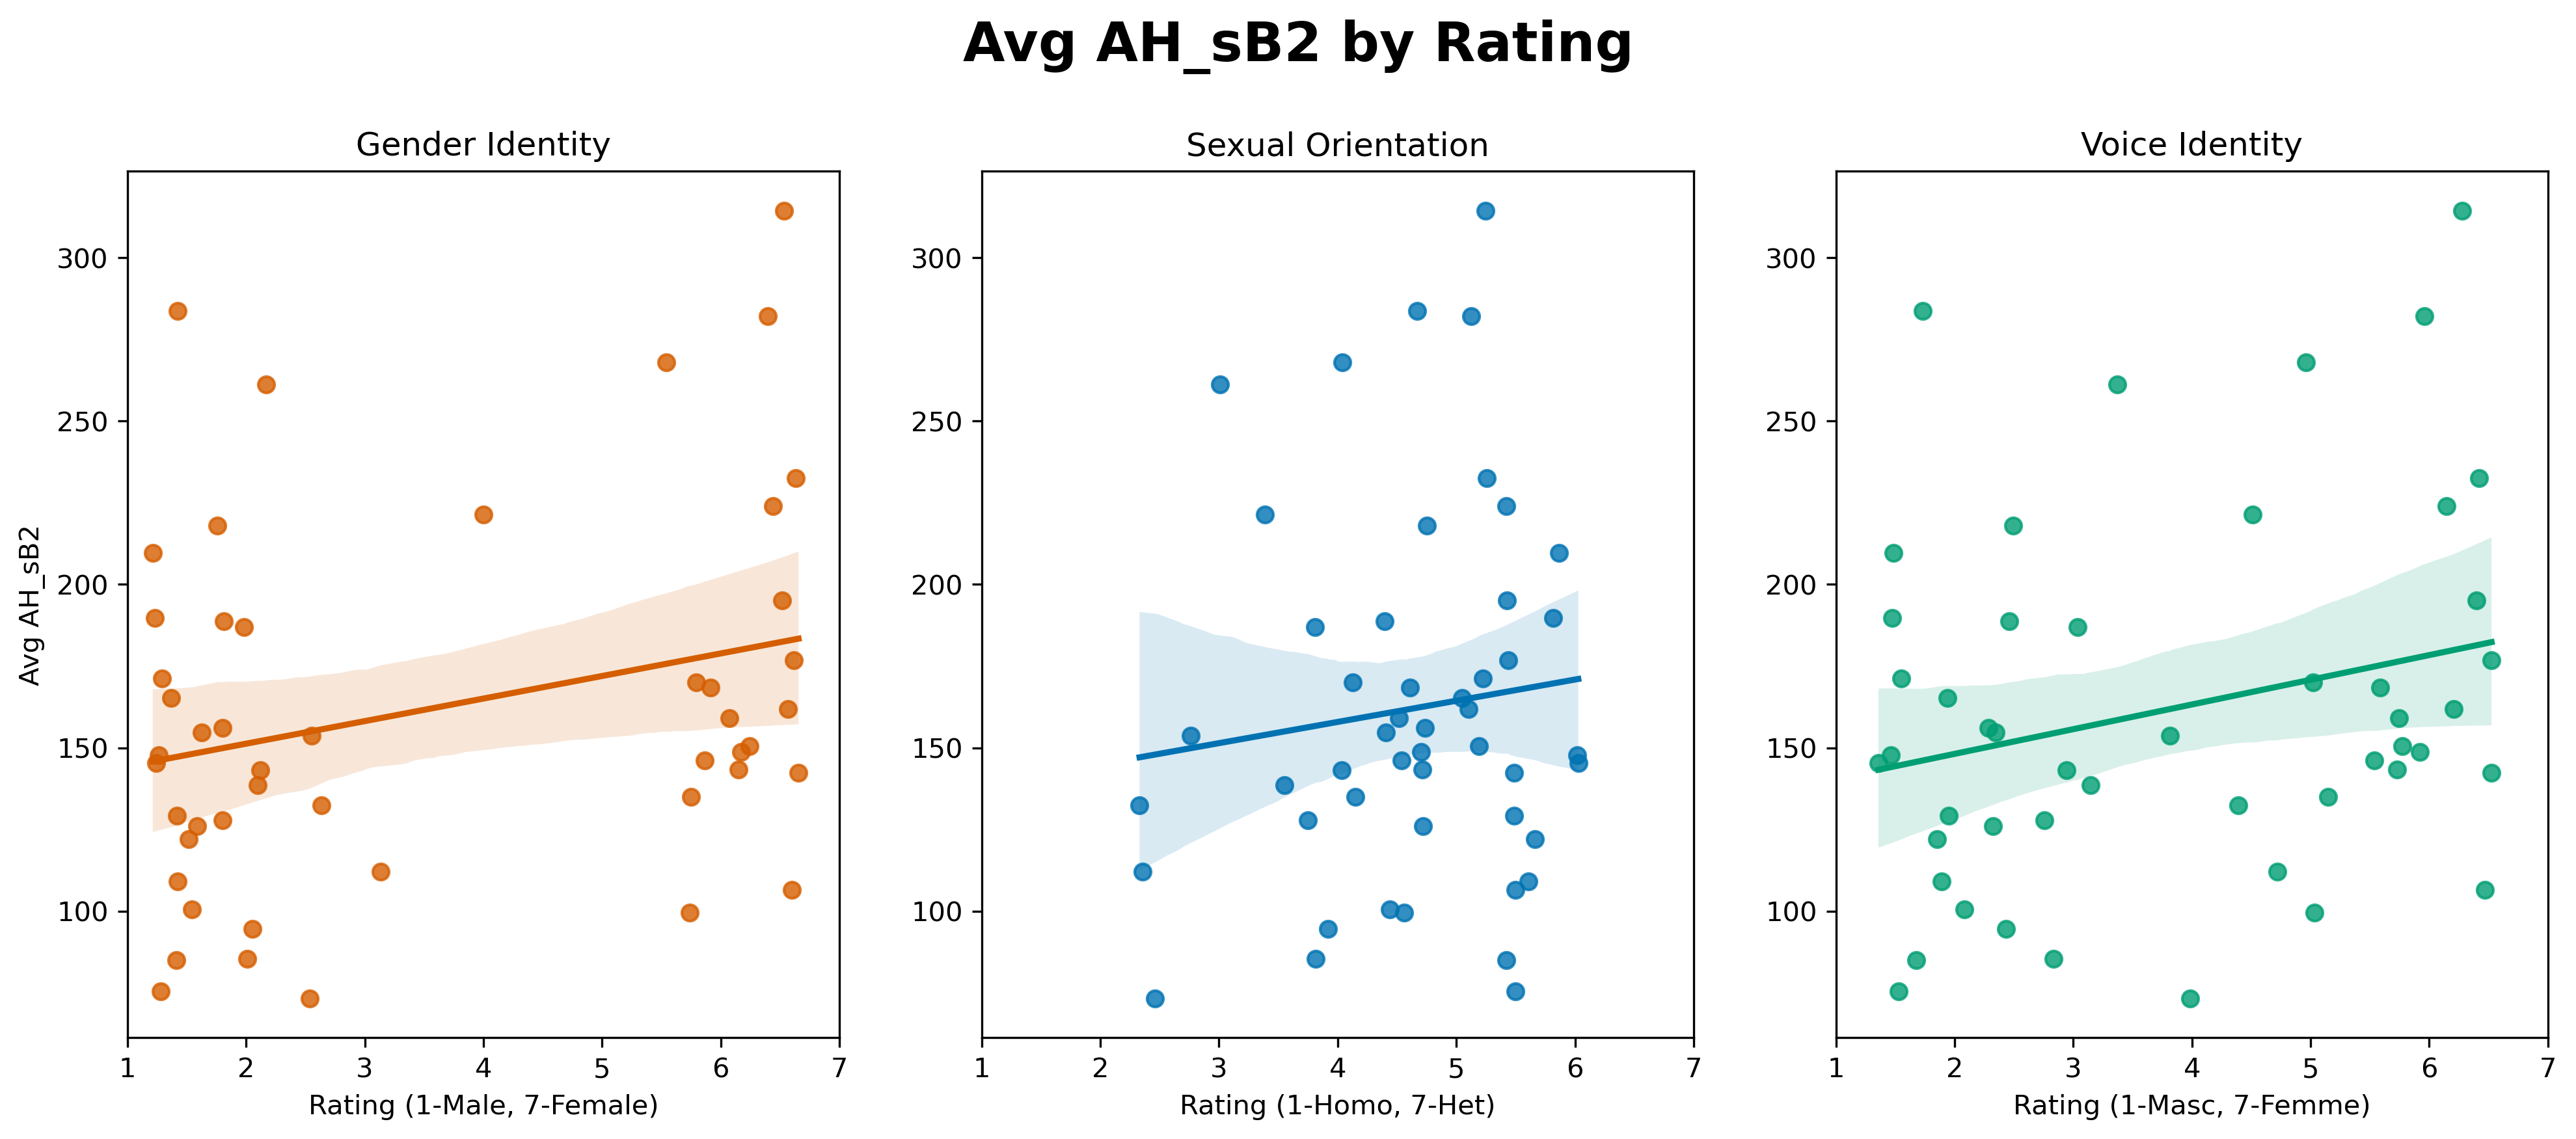 Avg AH_sB2 by Rating
Gender Identity
Sexual Orientation
Voice Identity
Avg AH_sB2
300
250
200
150
100
1 2 3 4 5 6 7
Rating (1-Male, 7-Female)
300
250
200
150
100
1 2 3 4 5 6 7
Rating (1-Homo, 7-Het)
300
250
200
150
100
1 2 3 4 5 6 7
Rating (1-Masc, 7-Femme)